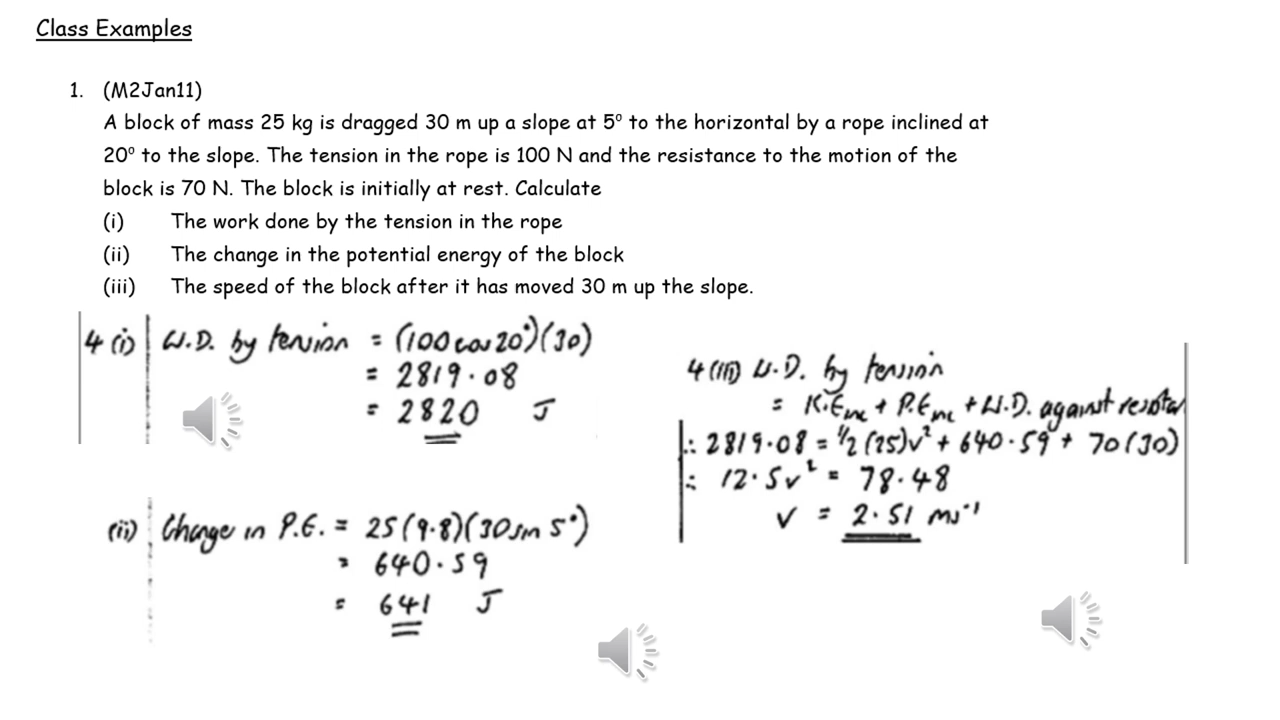 Class Examples
1. (M2Jan11)
A block of mass 25 kg is dragged 30 m up a slope at 5º to the horizontal by a rope inclined at
20º to the slope. The tension in the rope is 100 N and the resistance to the motion of the
block is 70 N. The block is initially at rest. Calculate
(i) The work done by the tension in the rope
(ii) The change in the potential energy of the block
(iii) The speed of the block after it has moved 30 m up the slope.
4 (i) W.D. by tension = (100 cos 20°)(30)
= 2819.08
= 2820 J
(ii) Change in P.E. = 25(9.8)(30 sin 5°)
= 640.59
= 641 J
4 (iii) W.D. by tension
= K.E inc + P.E inc + W.D. against
∴ 2819.08 = 1/2 (25)v² + 640.59 + 70(30)
∴ 12.5v² = 78.48
v = 2.51 ms⁻¹